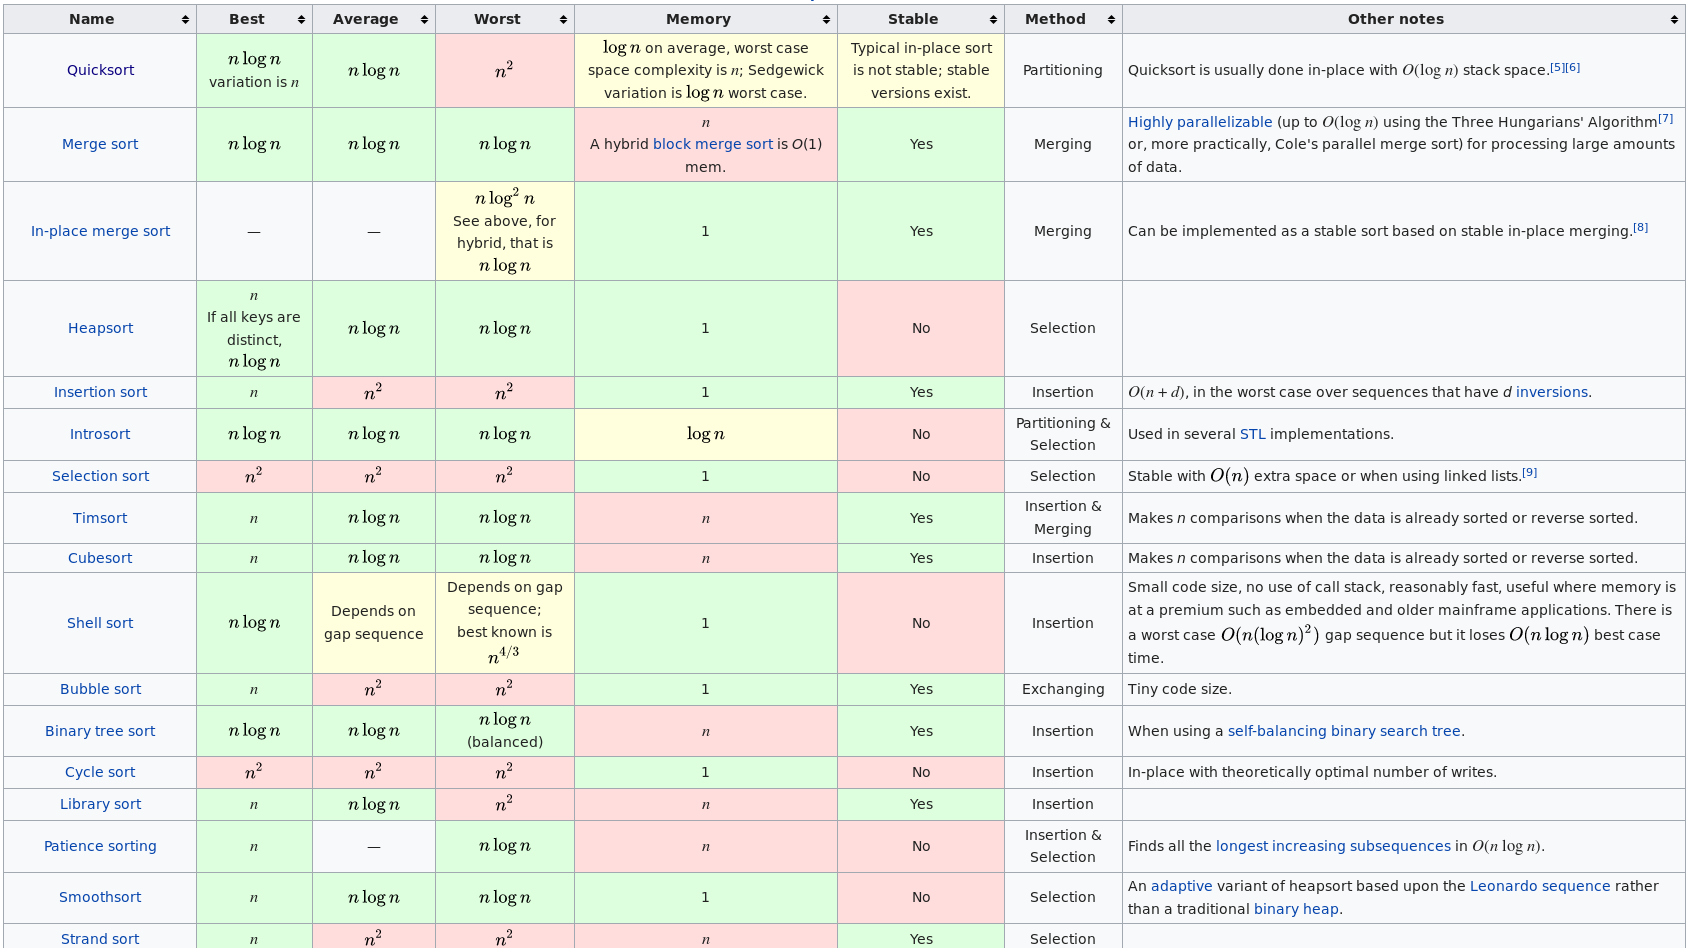 Name Best Average Worst Memory Stable Method Other notes
Quicksort
n log n
variation is n
n log n
n²
log n on average, worst case
space complexity is n; Sedgewick
variation is log n worst case.
Typical in-place sort
is not stable; stable
versions exist.
Partitioning
Quicksort is usually done in-place with O(log n) stack space.[5][6]
Merge sort
n log n
n log n
n log n
n
A hybrid block merge sort is O(1)
mem.
Yes
Merging
Highly parallelizable (up to O(log n) using the Three Hungarians' Algorithm[7]
or, more practically, Cole's parallel merge sort) for processing large amounts
of data.
In-place merge sort
—
—
n log² n
See above, for
hybrid, that is
n log n
1
Yes
Merging
Can be implemented as a stable sort based on stable in-place merging.[8]
Heapsort
n
If all keys are
distinct,
n log n
n log n
n log n
1
No
Selection
Insertion sort
n
n²
n²
1
Yes
Insertion
O(n + d), in the worst case over sequences that have d inversions.
Introsort
n log n
n log n
n log n
log n
No
Partitioning &
Selection
Used in several STL implementations.
Selection sort
n²
n²
n²
1
No
Selection
Stable with O(n) extra space or when using linked lists.[9]
Timsort
n
n log n
n log n
n
Yes
Insertion &
Merging
Makes n comparisons when the data is already sorted or reverse sorted.
Cubesort
n
n log n
n log n
n
Yes
Insertion
Makes n comparisons when the data is already sorted or reverse sorted.
Shell sort
n log n
Depends on
gap sequence
Depends on gap
sequence;
best known is
n^4/3
1
No
Insertion
Small code size, no use of call stack, reasonably fast, useful where memory is
at a premium such as embedded and older mainframe applications. There is
a worst case O(n(log n)²) gap sequence but it loses O(n log n) best case
time.
Bubble sort
n
n²
n²
1
Yes
Exchanging
Tiny code size.
Binary tree sort
n log n
n log n
n log n
(balanced)
n
Yes
Insertion
When using a self-balancing binary search tree.
Cycle sort
n²
n²
n²
1
No
Insertion
In-place with theoretically optimal number of writes.
Library sort
n
n log n
n²
n
Yes
Insertion
Patience sorting
n
—
n log n
n
No
Insertion &
Selection
Finds all the longest increasing subsequences in O(n log n).
Smoothsort
n
n log n
n log n
1
No
Selection
An adaptive variant of heapsort based upon the Leonardo sequence rather
than a traditional binary heap.
Strand sort
n
n²
n²
n
Yes
Selection